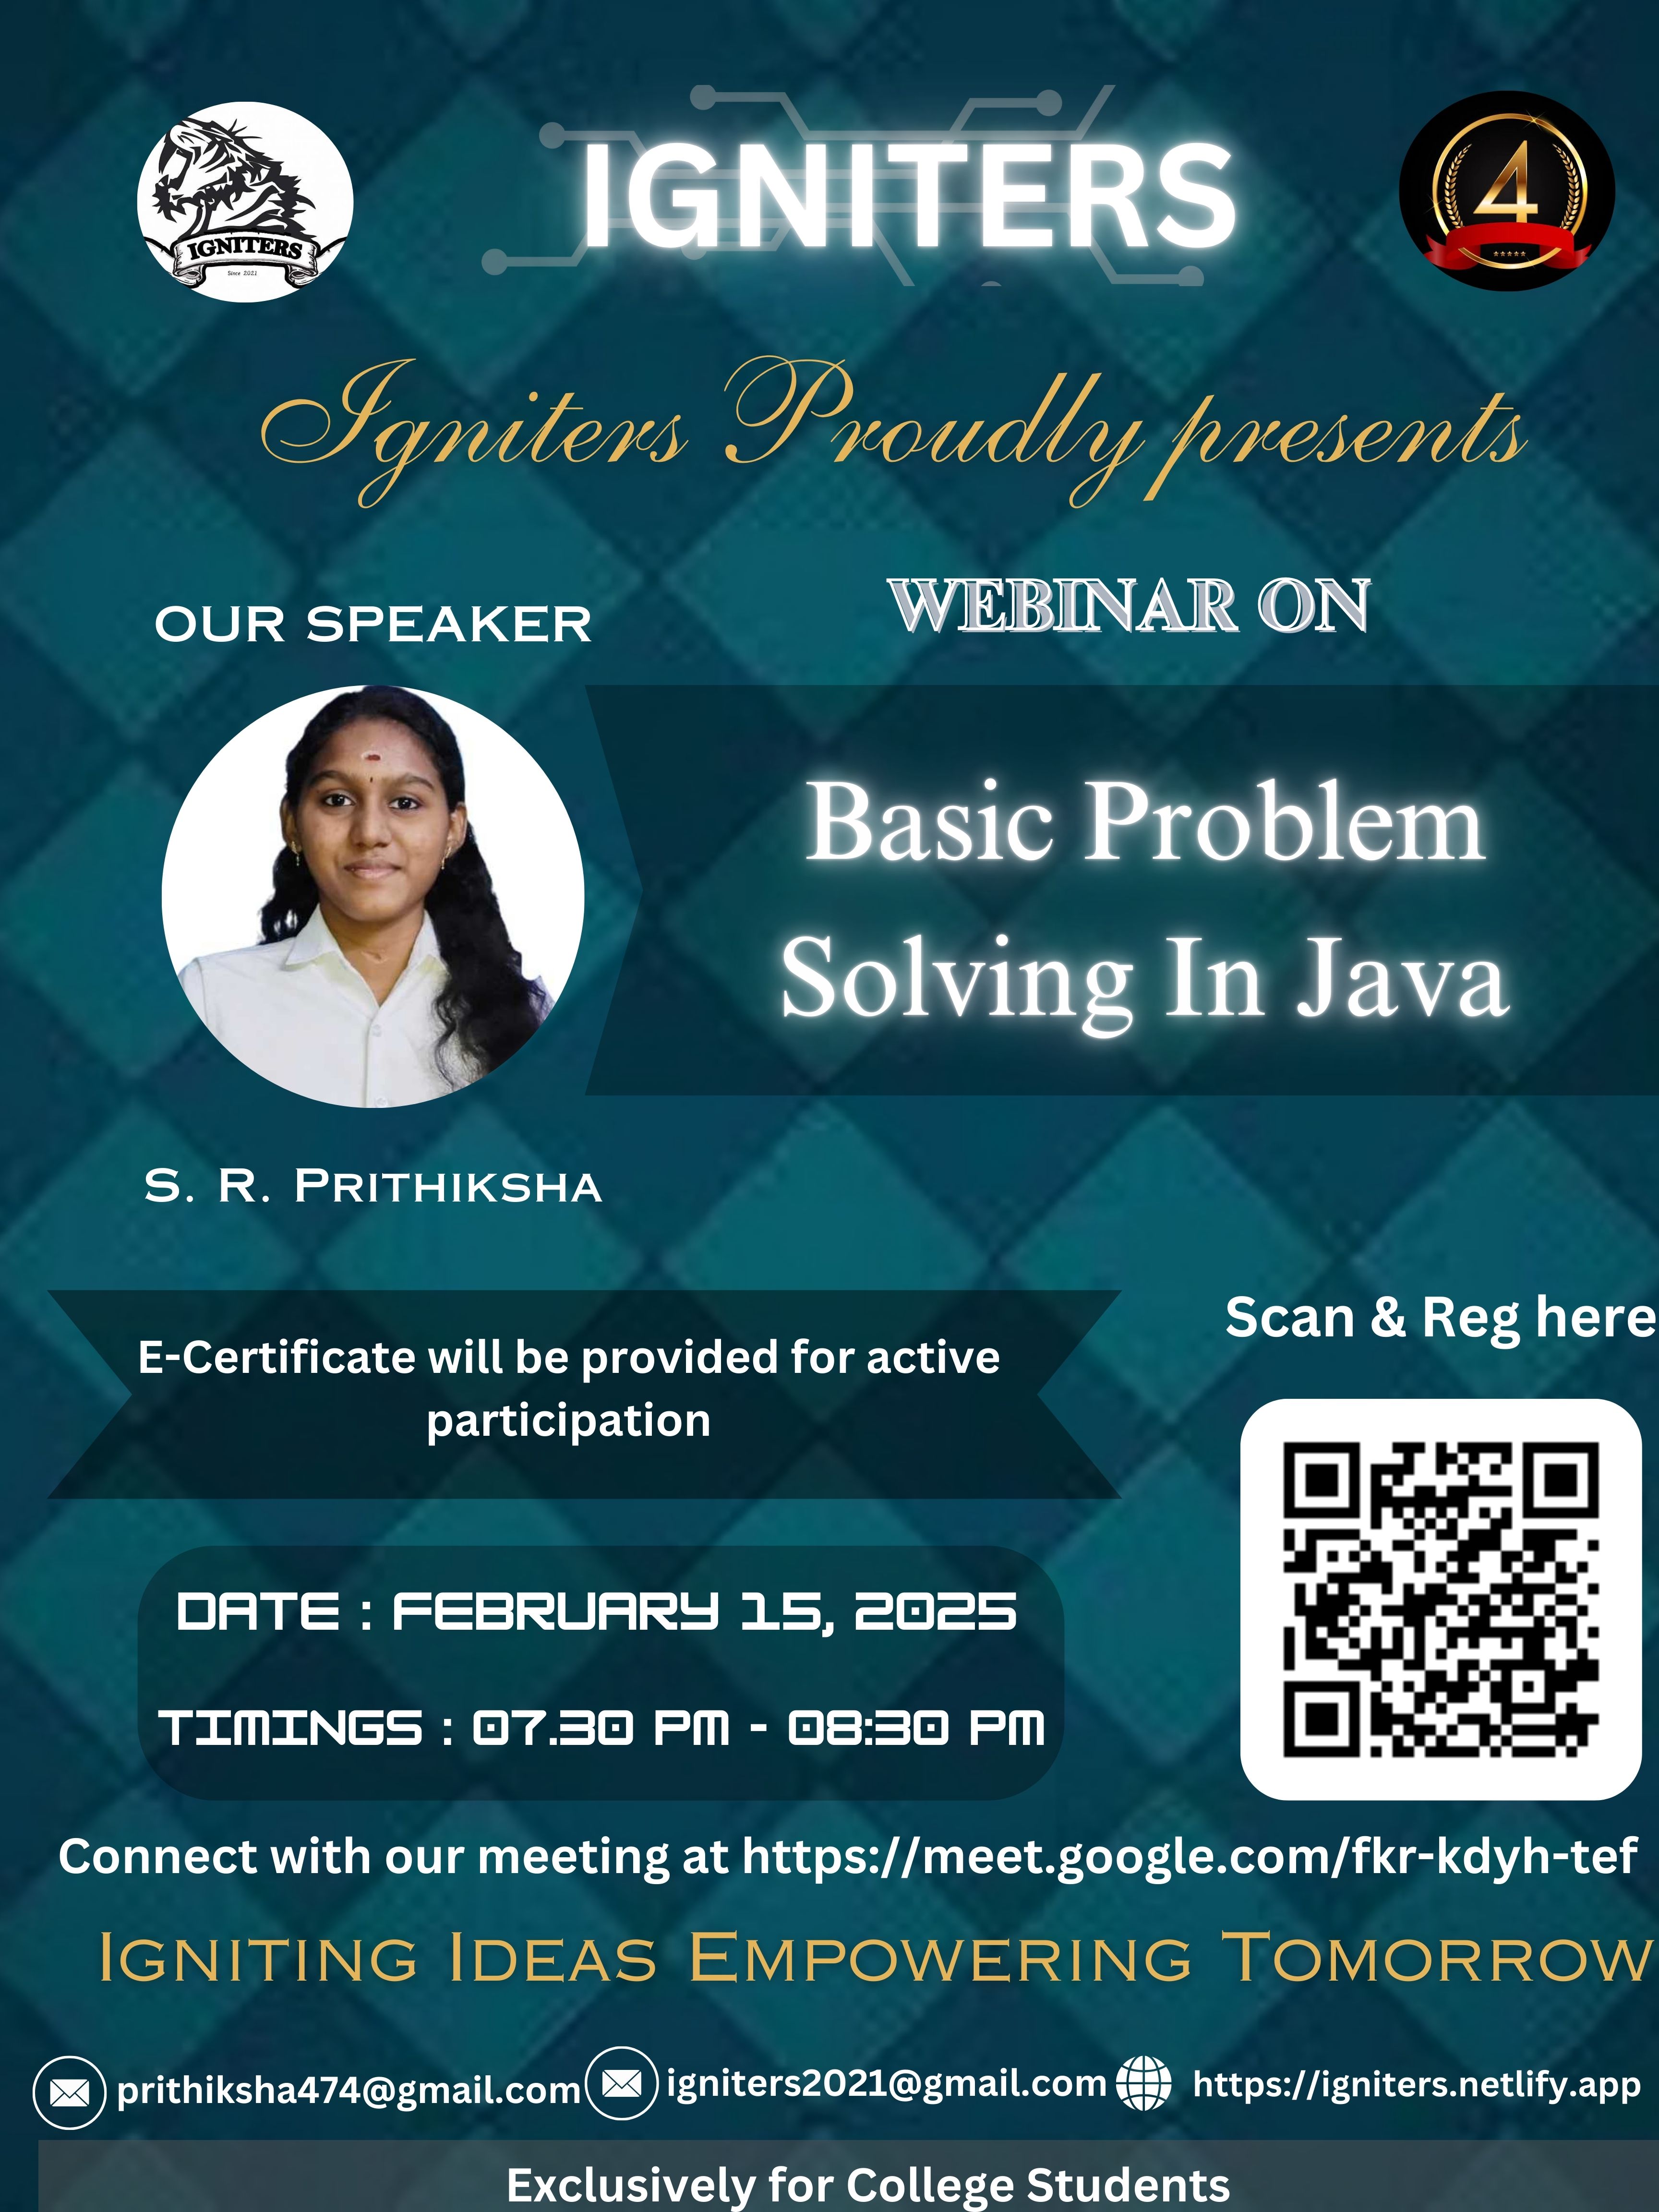 IGNITERS
Since 2021
IGNITERS
4
Igniters Proudly presents
OUR SPEAKER
WEBINAR ON
Basic Problem
Solving In Java
S. R. Prithiksha
E-Certificate will be provided for active
participation
Scan & Reg here
DATE : FEBRUARY 15, 2025
TIMINGS : 07.30 PM - 08:30 PM
Connect with our meeting at https://meet.google.com/fkr-kdyh-tef
Igniting Ideas Empowering Tomorrow
prithiksha474@gmail.com
igniters2021@gmail.com
https://igniters.netlify.app
Exclusively for College Students